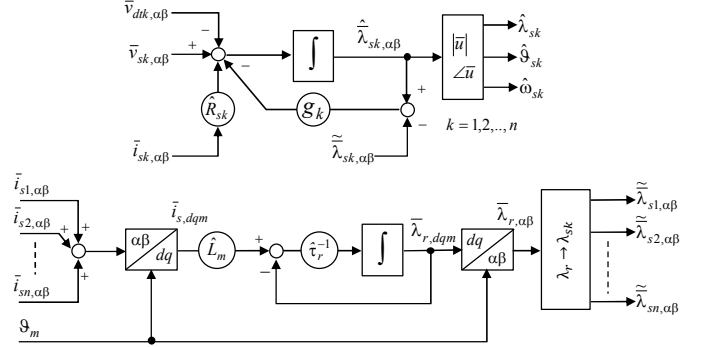 v̅dtk,αβ
−
v̅sk,αβ
+
−
∫
λ̅̂sk,αβ
|u̅|
∠u̅
λ̂sk
ϑ̂sk
ω̂sk
R̂sk
gk
+
−
k = 1,2,.., n
i̅sk,αβ
λ̅̃̂sk,αβ
i̅s1,αβ
i̅s2,αβ
+
+
+
i̅sn,αβ
ϑm
αβ
dq
i̅s,dqm
L̂m
+
−
τ̂r⁻¹
∫
λ̅r,dqm
dq
αβ
λ̅r,αβ
λr → λsk
λ̅̃s1,αβ
λ̅̃s2,αβ
λ̅̃sn,αβ